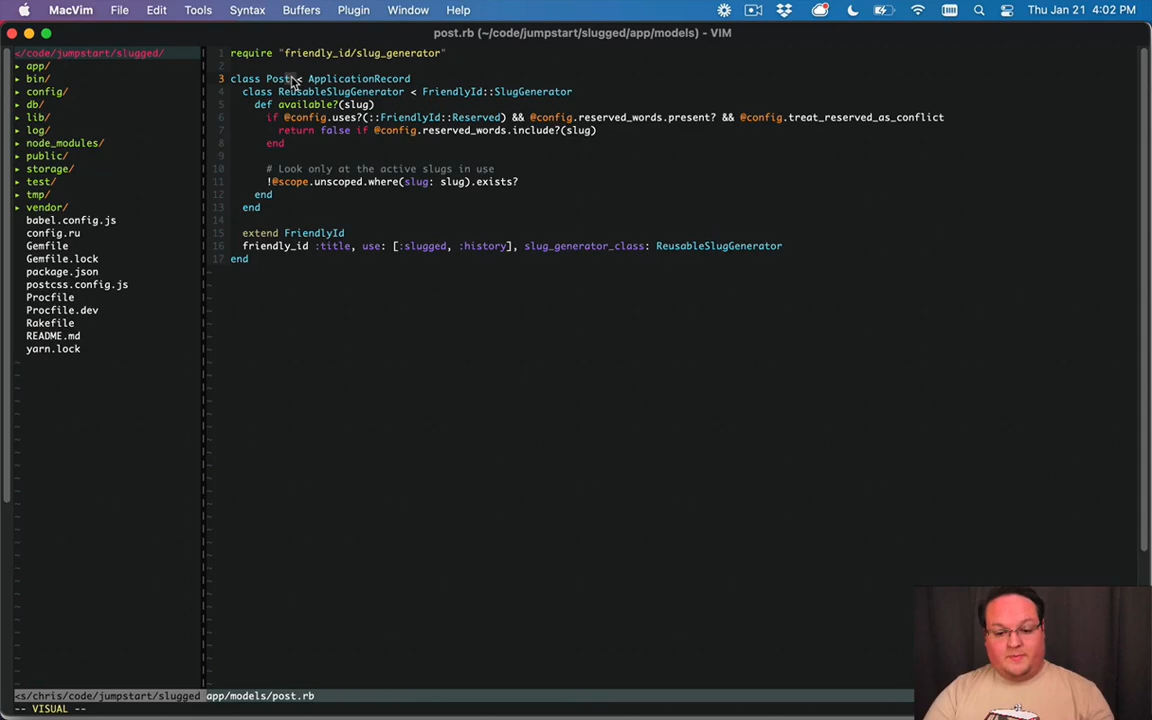 MacVim File Edit Tools Syntax Buffers Plugin Window Help Thu Jan 21 4:02 PM
post.rb (~/code/jumpstart/slugged/app/models) - VIM
</code/jumpstart/slugged/
▸ app/
▸ bin/
▸ config/
▸ db/
▸ lib/
▸ log/
▸ node_modules/
▸ public/
▸ storage/
▸ test/
▸ tmp/
▸ vendor/
babel.config.js
config.ru
Gemfile
Gemfile.lock
package.json
postcss.config.js
Procfile
Procfile.dev
Rakefile
README.md
yarn.lock
1 require "friendly_id/slug_generator"
2
3 class Post < ApplicationRecord
4 class ReusableSlugGenerator < FriendlyId::SlugGenerator
5 def available?(slug)
6 if @config.uses?(::FriendlyId::Reserved) && @config.reserved_words.present? && @config.treat_reserved_as_conflict
7 return false if @config.reserved_words.include?(slug)
8 end
9
10 # Look only at the active slugs in use
11 !@scope.unscoped.where(slug: slug).exists?
12 end
13 end
14
15 extend FriendlyId
16 friendly_id :title, use: [:slugged, :history], slug_generator_class: ReusableSlugGenerator
17 end
<s/chris/code/jumpstart/slugged app/models/post.rb
-- VISUAL --